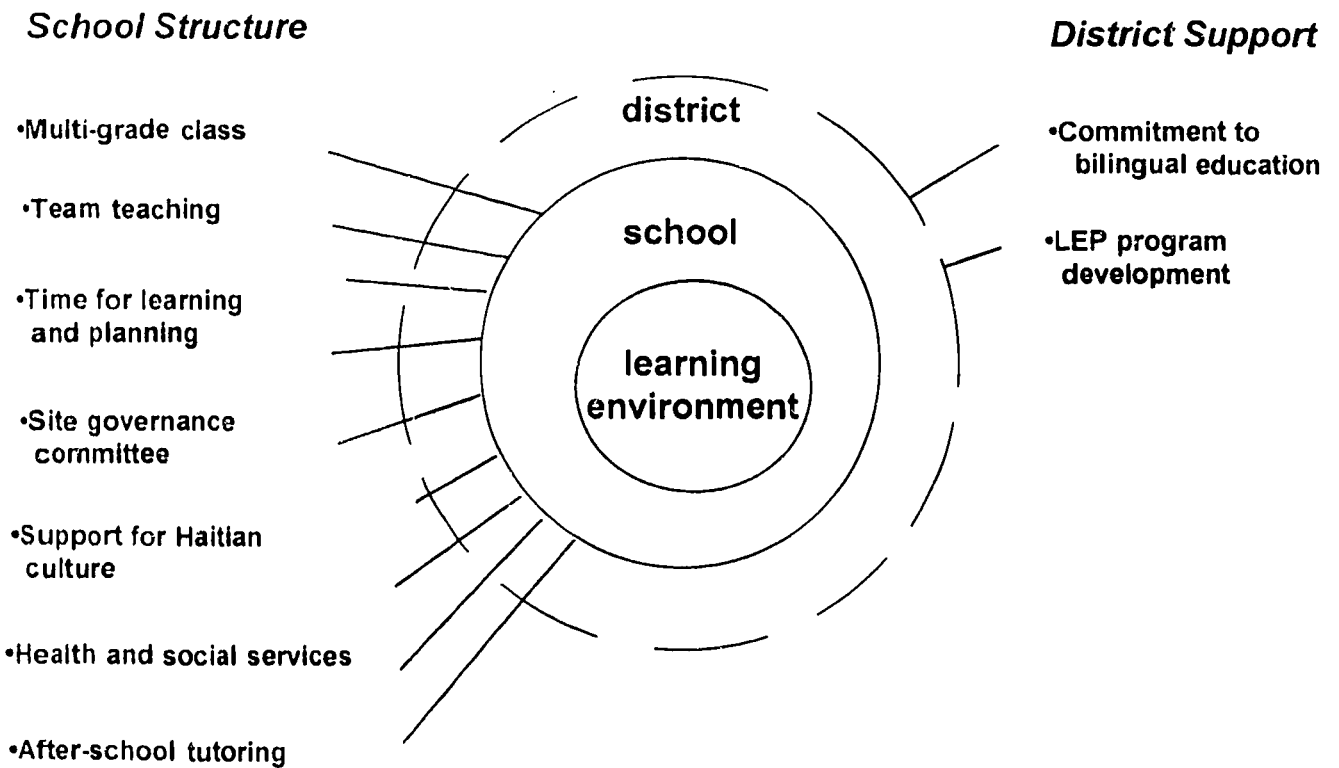 School Structure
•Multi-grade class
•Team teaching
•Time for learning
and planning
•Site governance
committee
•Support for Haitian
culture
•Health and social services
•After-school tutoring
district
school
learning
environment
District Support
•Commitment to
bilingual education
•LEP program
development